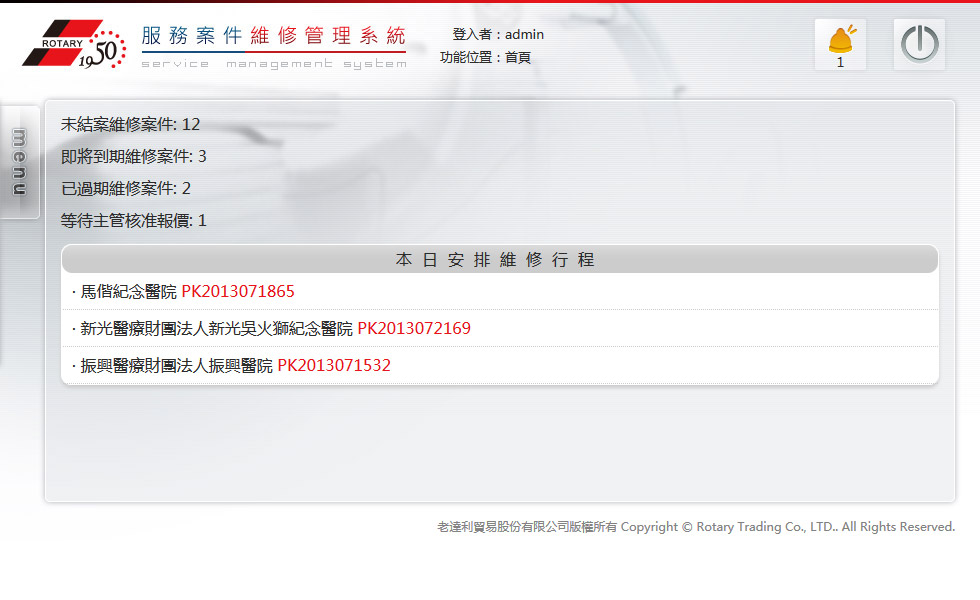 ROTARY
1950
服務案件維修管理系統
service management system
登入者：admin
功能位置：首頁
1
menu
未結案維修案件: 12
即將到期維修案件: 3
已過期維修案件: 2
等待主管核准報價: 1
本日安排維修行程
· 馬偕紀念醫院 PK2013071865
· 新光醫療財團法人新光吳火獅紀念醫院 PK2013072169
· 振興醫療財團法人振興醫院 PK2013071532
老達利貿易股份有限公司版權所有 Copyright © Rotary Trading Co., LTD.. All Rights Reserved.